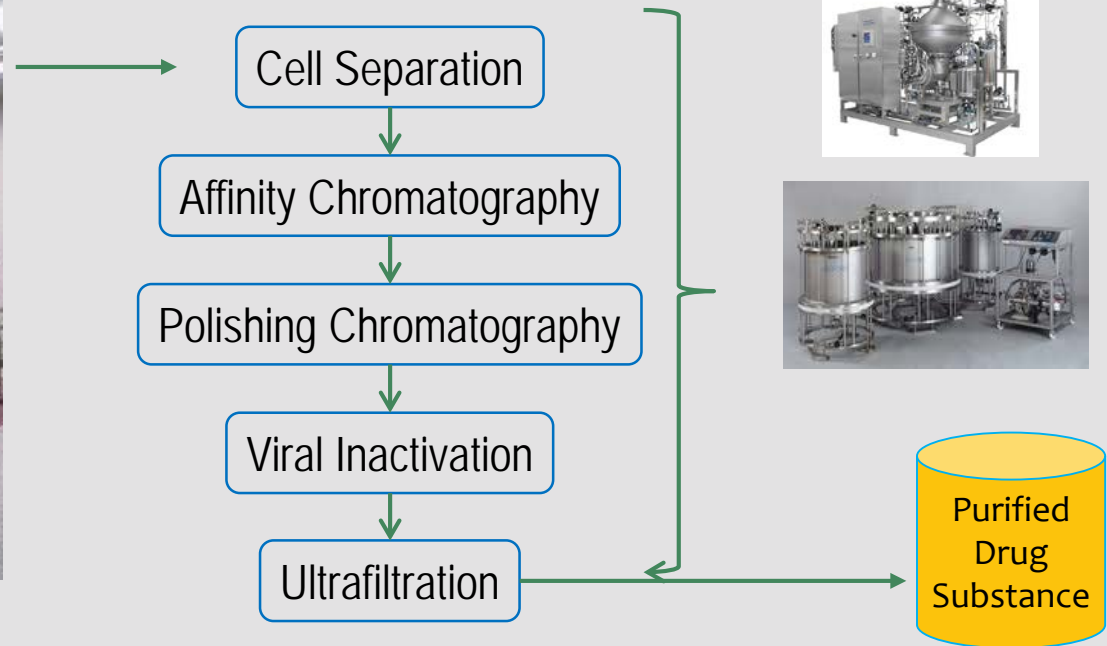 Cell Separation
Affinity Chromatography
Polishing Chromatography
Viral Inactivation
Ultrafiltration
Purified
Drug
Substance